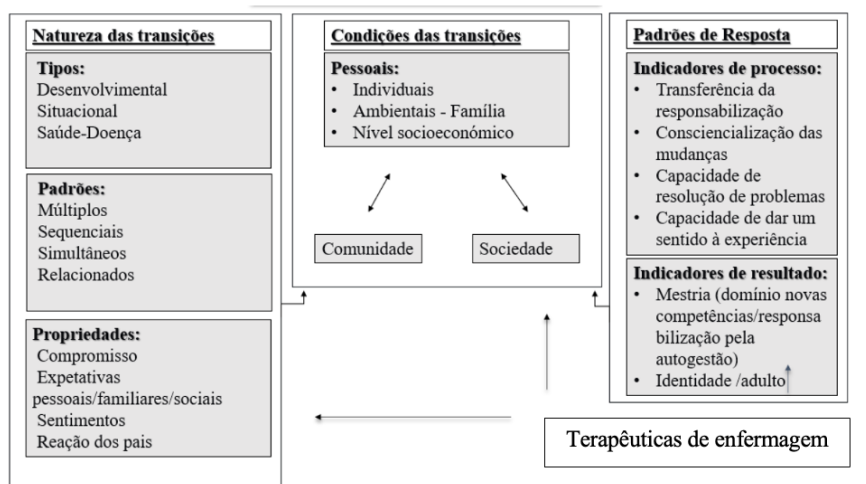 Natureza das transições
Tipos:
Desenvolvimental
Situacional
Saúde-Doença
Padrões:
Múltiplos
Sequenciais
Simultâneos
Relacionados
Propriedades:
Compromisso
Expetativas
pessoais/familiares/sociais
Sentimentos
Reação dos pais
Condições das transições
Pessoais:
• Individuais
• Ambientais - Família
• Nível socioeconómico
Comunidade
Sociedade
Padrões de Resposta
Indicadores de processo:
• Transferência da
responsabilização
• Consciencialização das
mudanças
• Capacidade de
resolução de problemas
• Capacidade de dar um
sentido à experiência
Indicadores de resultado:
• Mestria (domínio novas
competências/responsa
bilização pela
autogestão)
• Identidade /adulto
Terapêuticas de enfermagem